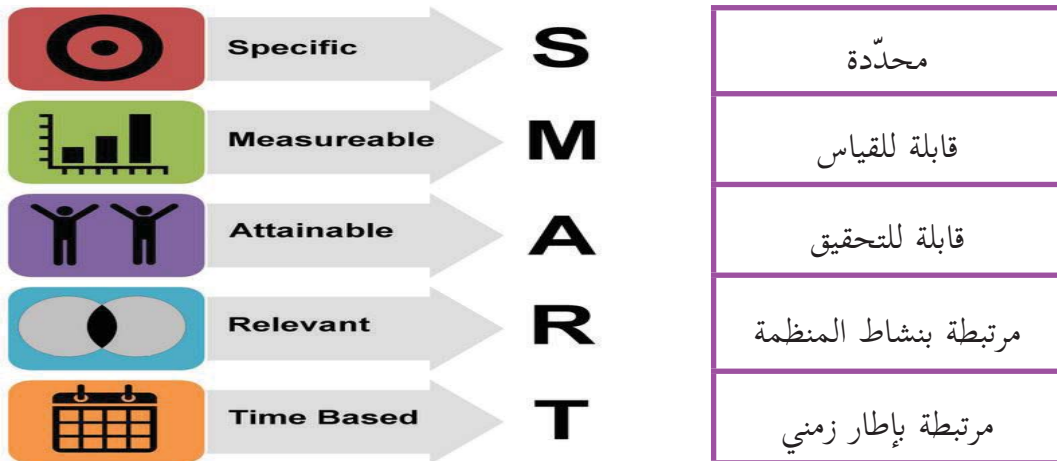 Specific S محدّدة
Measureable M قابلة للقياس
Attainable A قابلة للتحقيق
Relevant R مرتبطة بنشاط المنظمة
Time Based T مرتبطة بإطار زمني